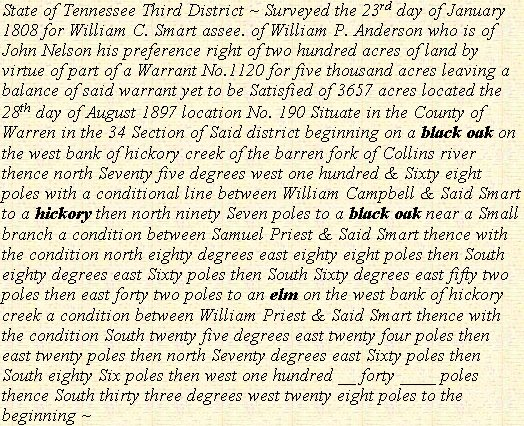 State of Tennessee Third District ~ Surveyed the 23rd day of January
1808 for William C. Smart assee. of William P. Anderson who is of
John Nelson his preference right of two hundred acres of land by
virtue of part of a Warrant No.1120 for five thousand acres leaving a
balance of said warrant yet to be Satisfied of 3657 acres located the
28th day of August 1897 location No. 190 Situate in the County of
Warren in the 34 Section of Said district beginning on a black oak on
the west bank of hickory creek of the barren fork of Collins river
thence north Seventy five degrees west one hundred & Sixty eight
poles with a conditional line between William Campbell & Said Smart
to a hickory then north ninety Seven poles to a black oak near a Small
branch a condition between Samuel Priest & Said Smart thence with
the condition north eighty degrees east eighty eight poles then South
eighty degrees east Sixty poles then South Sixty degrees east fifty two
poles then east forty two poles to an elm on the west bank of hickory
creek a condition between William Priest & Said Smart thence with
the condition South twenty five degrees east twenty four poles then
east twenty poles then north Seventy degrees east Sixty poles then
South eighty Six poles then west one hundred __ forty ____ poles
thence South thirty three degrees west twenty eight poles to the
beginning ~